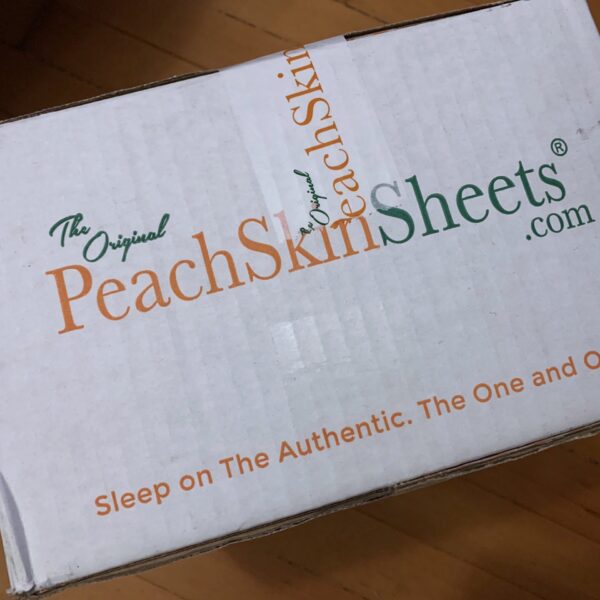 The Original
PeachSkinSheets®
.com
The Original
PeachSkin
Sleep on The Authentic. The One and O